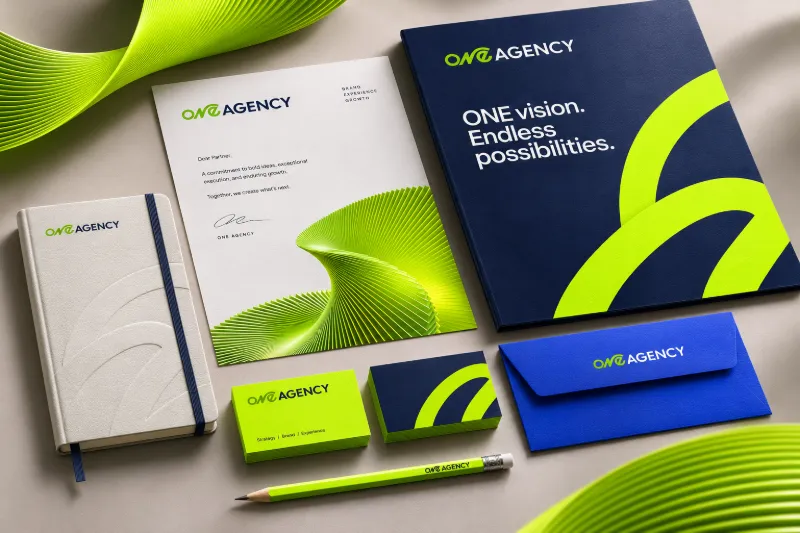 ONE AGENCY
BRAND
EXPERIENCE
GROWTH
Dear Partner,
A commitment to bold ideas, exceptional
execution, and enduring growth.
Together, we create what's next.
ONE AGENCY
ONE AGENCY
ONE vision.
Endless
possibilities.
ONE AGENCY
ONE AGENCY
Strategy | Brand | Experience
ONE AGENCY
ONE AGENCY